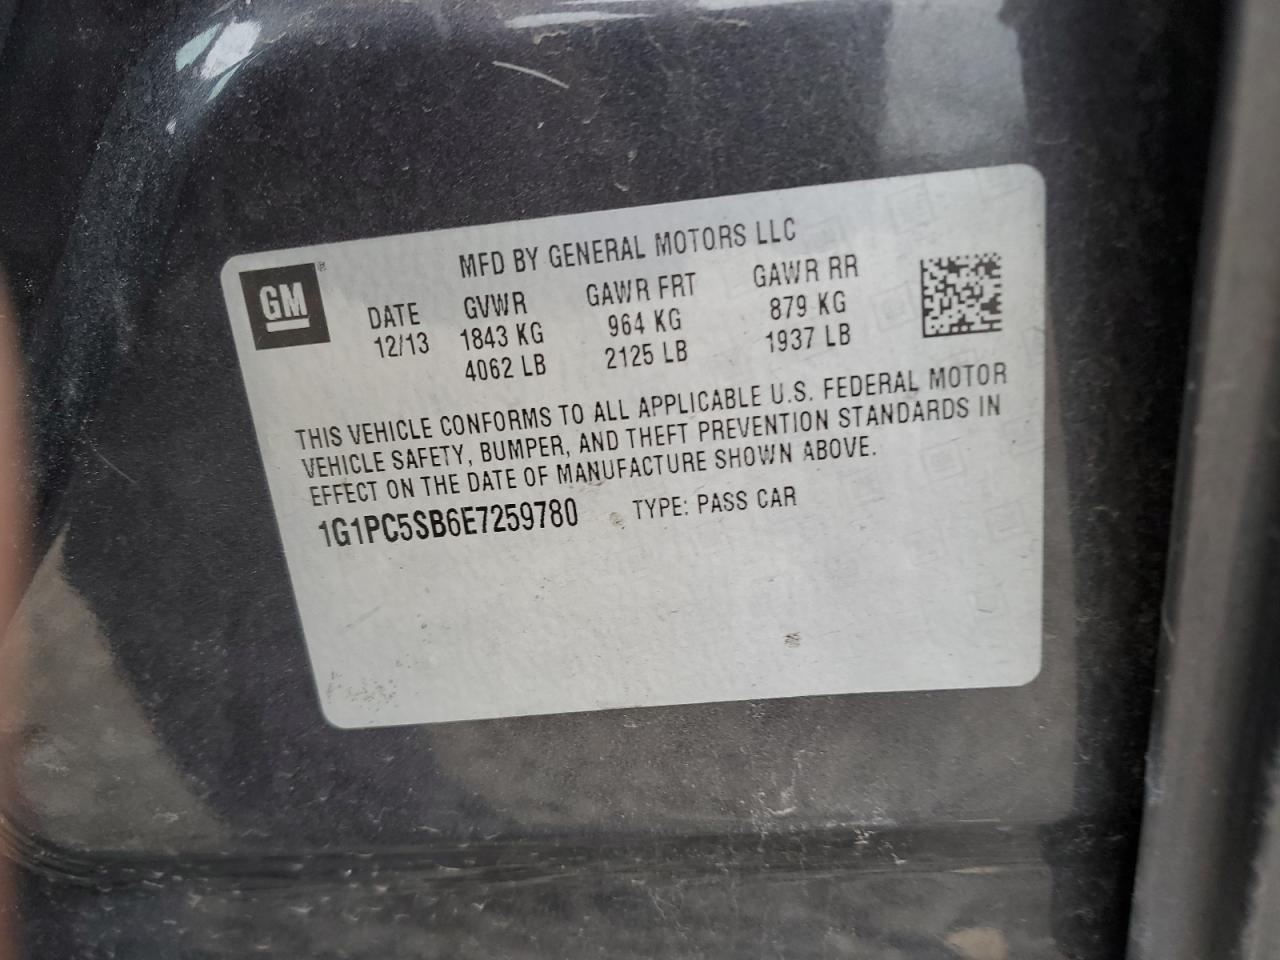 GM
MFD BY GENERAL MOTORS LLC
DATE GVWR GAWR FRT GAWR RR
12/13 1843 KG 964 KG 879 KG
4062 LB 2125 LB 1937 LB
THIS VEHICLE CONFORMS TO ALL APPLICABLE U.S. FEDERAL MOTOR
VEHICLE SAFETY, BUMPER, AND THEFT PREVENTION STANDARDS IN
EFFECT ON THE DATE OF MANUFACTURE SHOWN ABOVE.
1G1PC5SB6E7259780 TYPE: PASS CAR